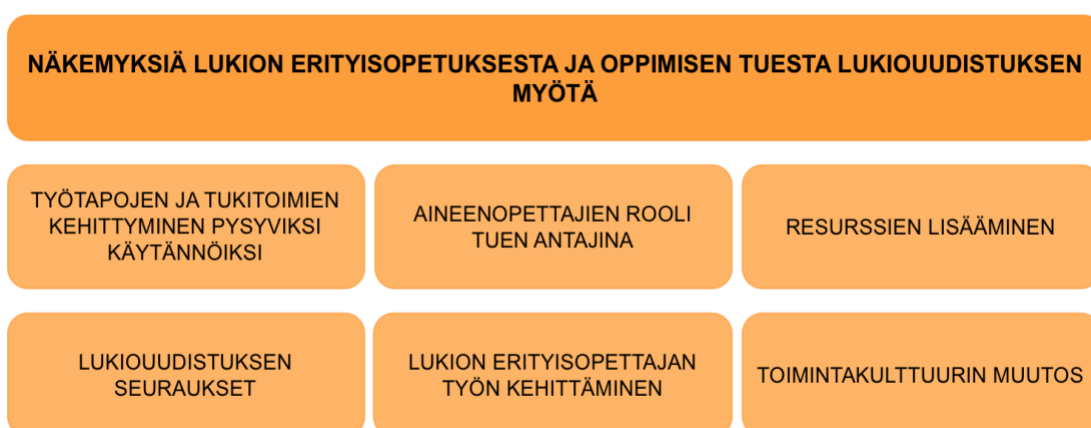 NÄKEMYKSIÄ LUKION ERITYISOPETUKSESTA JA OPPIMISEN TUESTA LUKIOUUDISTUKSEN
MYÖTÄ
TYÖTAPOJEN JA TUKITOIMIEN
KEHITTYMINEN PYSYVIKSI
KÄYTÄNNÖIKSI
AINEENOPETTAJIEN ROOLI
TUEN ANTAJINA
RESURSSIEN LISÄÄMINEN
LUKIOUUDISTUKSEN
SEURAUKSET
LUKION ERITYISOPETTAJAN
TYÖN KEHITTÄMINEN
TOIMINTAKULTTUURIN MUUTOS